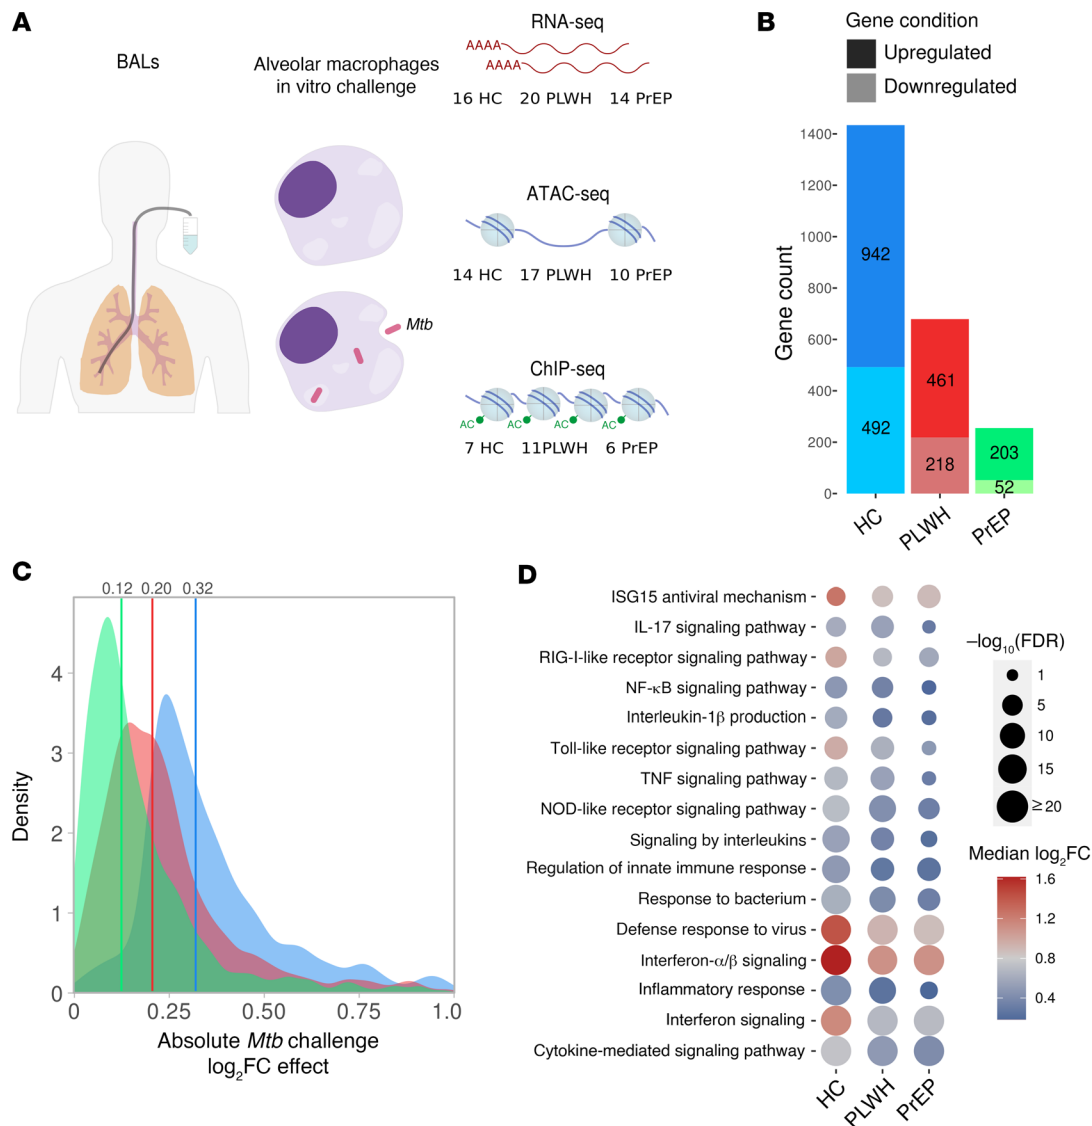 A
BALs
Alveolar macrophages
in vitro challenge
Mtb
RNA-seq
AAAA
AAAA
16 HC 20 PLWH 14 PrEP
ATAC-seq
14 HC 17 PLWH 10 PrEP
ChIP-seq
AC AC AC AC
7 HC 11PLWH 6 PrEP
B
Gene condition
Upregulated
Downregulated
Gene count
1400
1200
1000
800
600
400
200
0
942
492
461
218
203
52
HC PLWH PrEP
C
0.12 0.20 0.32
Density
4
3
2
1
0
0 0.25 0.50 0.75 1.0
Absolute Mtb challenge
log₂FC effect
D
ISG15 antiviral mechanism
IL-17 signaling pathway
RIG-I-like receptor signaling pathway
NF-κB signaling pathway
Interleukin-1β production
Toll-like receptor signaling pathway
TNF signaling pathway
NOD-like receptor signaling pathway
Signaling by interleukins
Regulation of innate immune response
Response to bacterium
Defense response to virus
Interferon-α/β signaling
Inflammatory response
Interferon signaling
Cytokine-mediated signaling pathway
HC PLWH PrEP
–log₁₀(FDR)
1
5
10
15
≥20
Median log₂FC
1.6
1.2
0.8
0.4